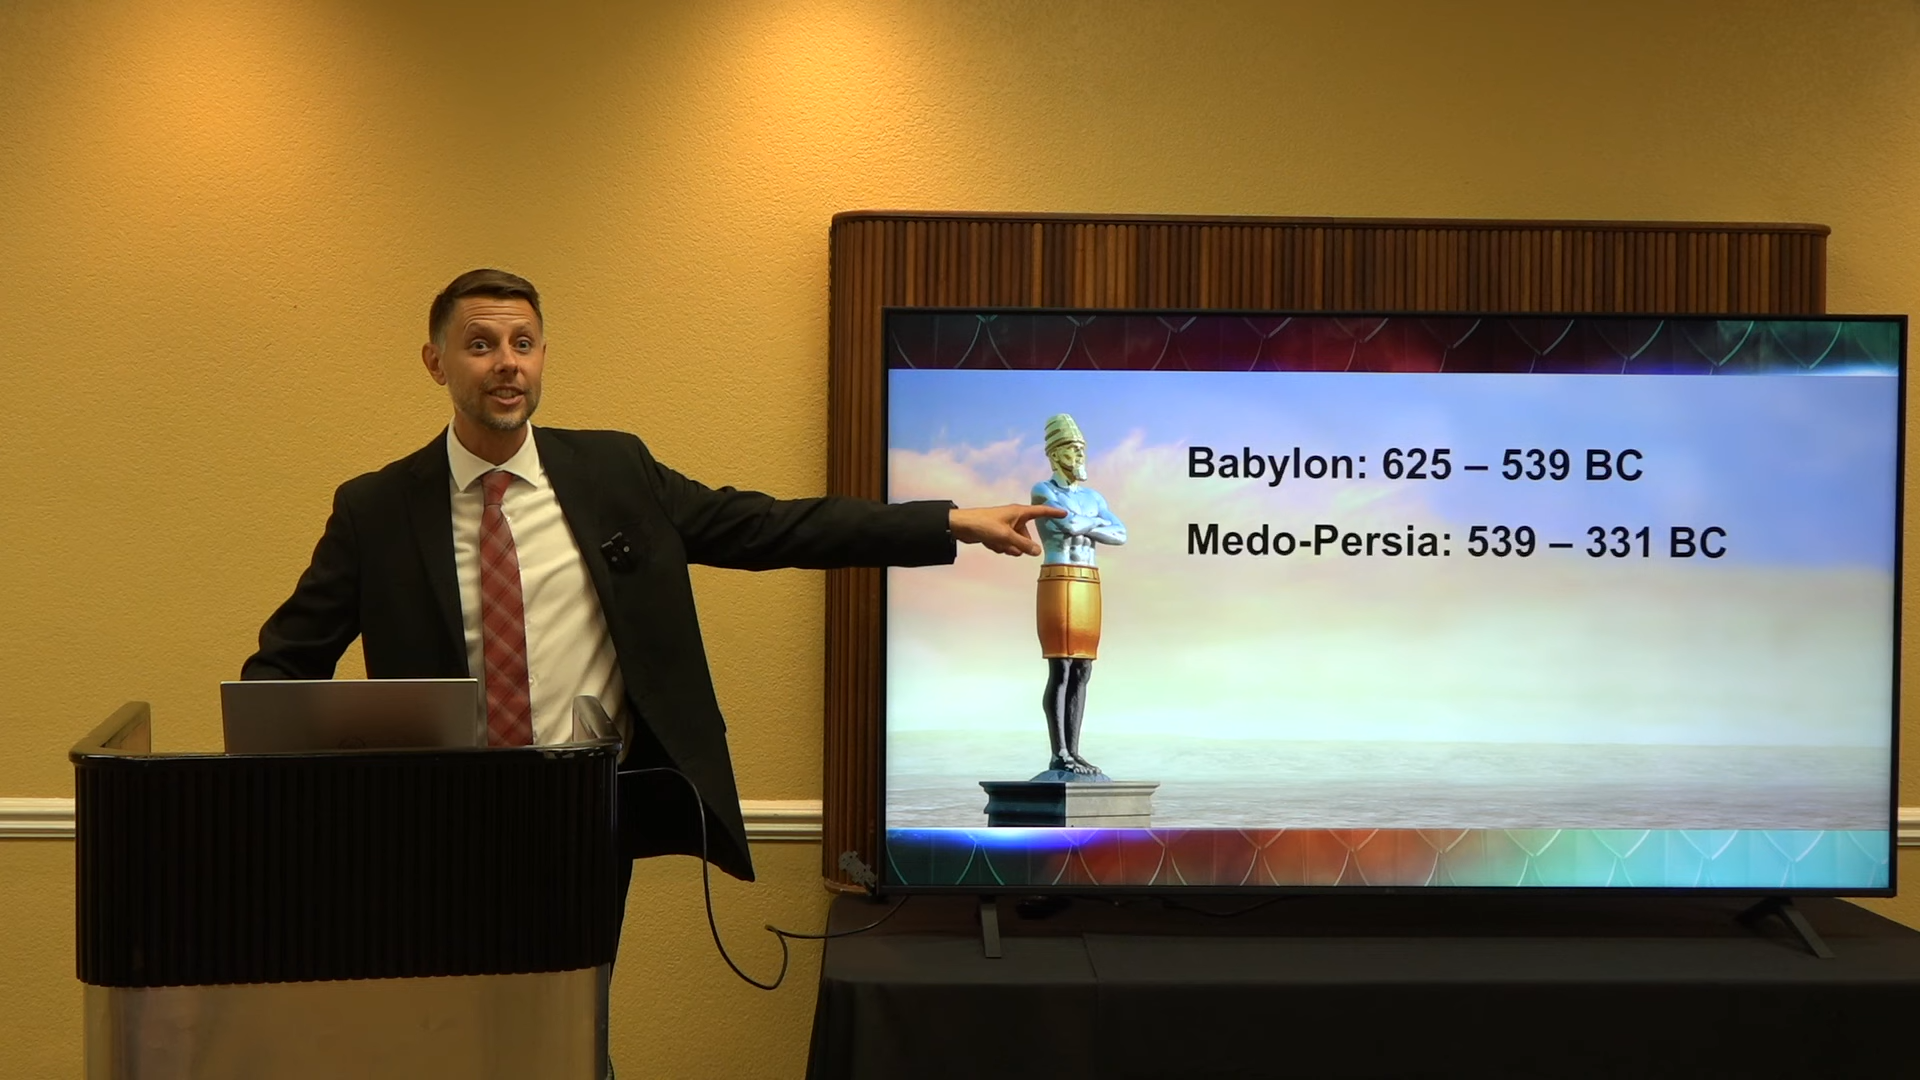 Babylon: 625 – 539 BC
Medo-Persia: 539 – 331 BC